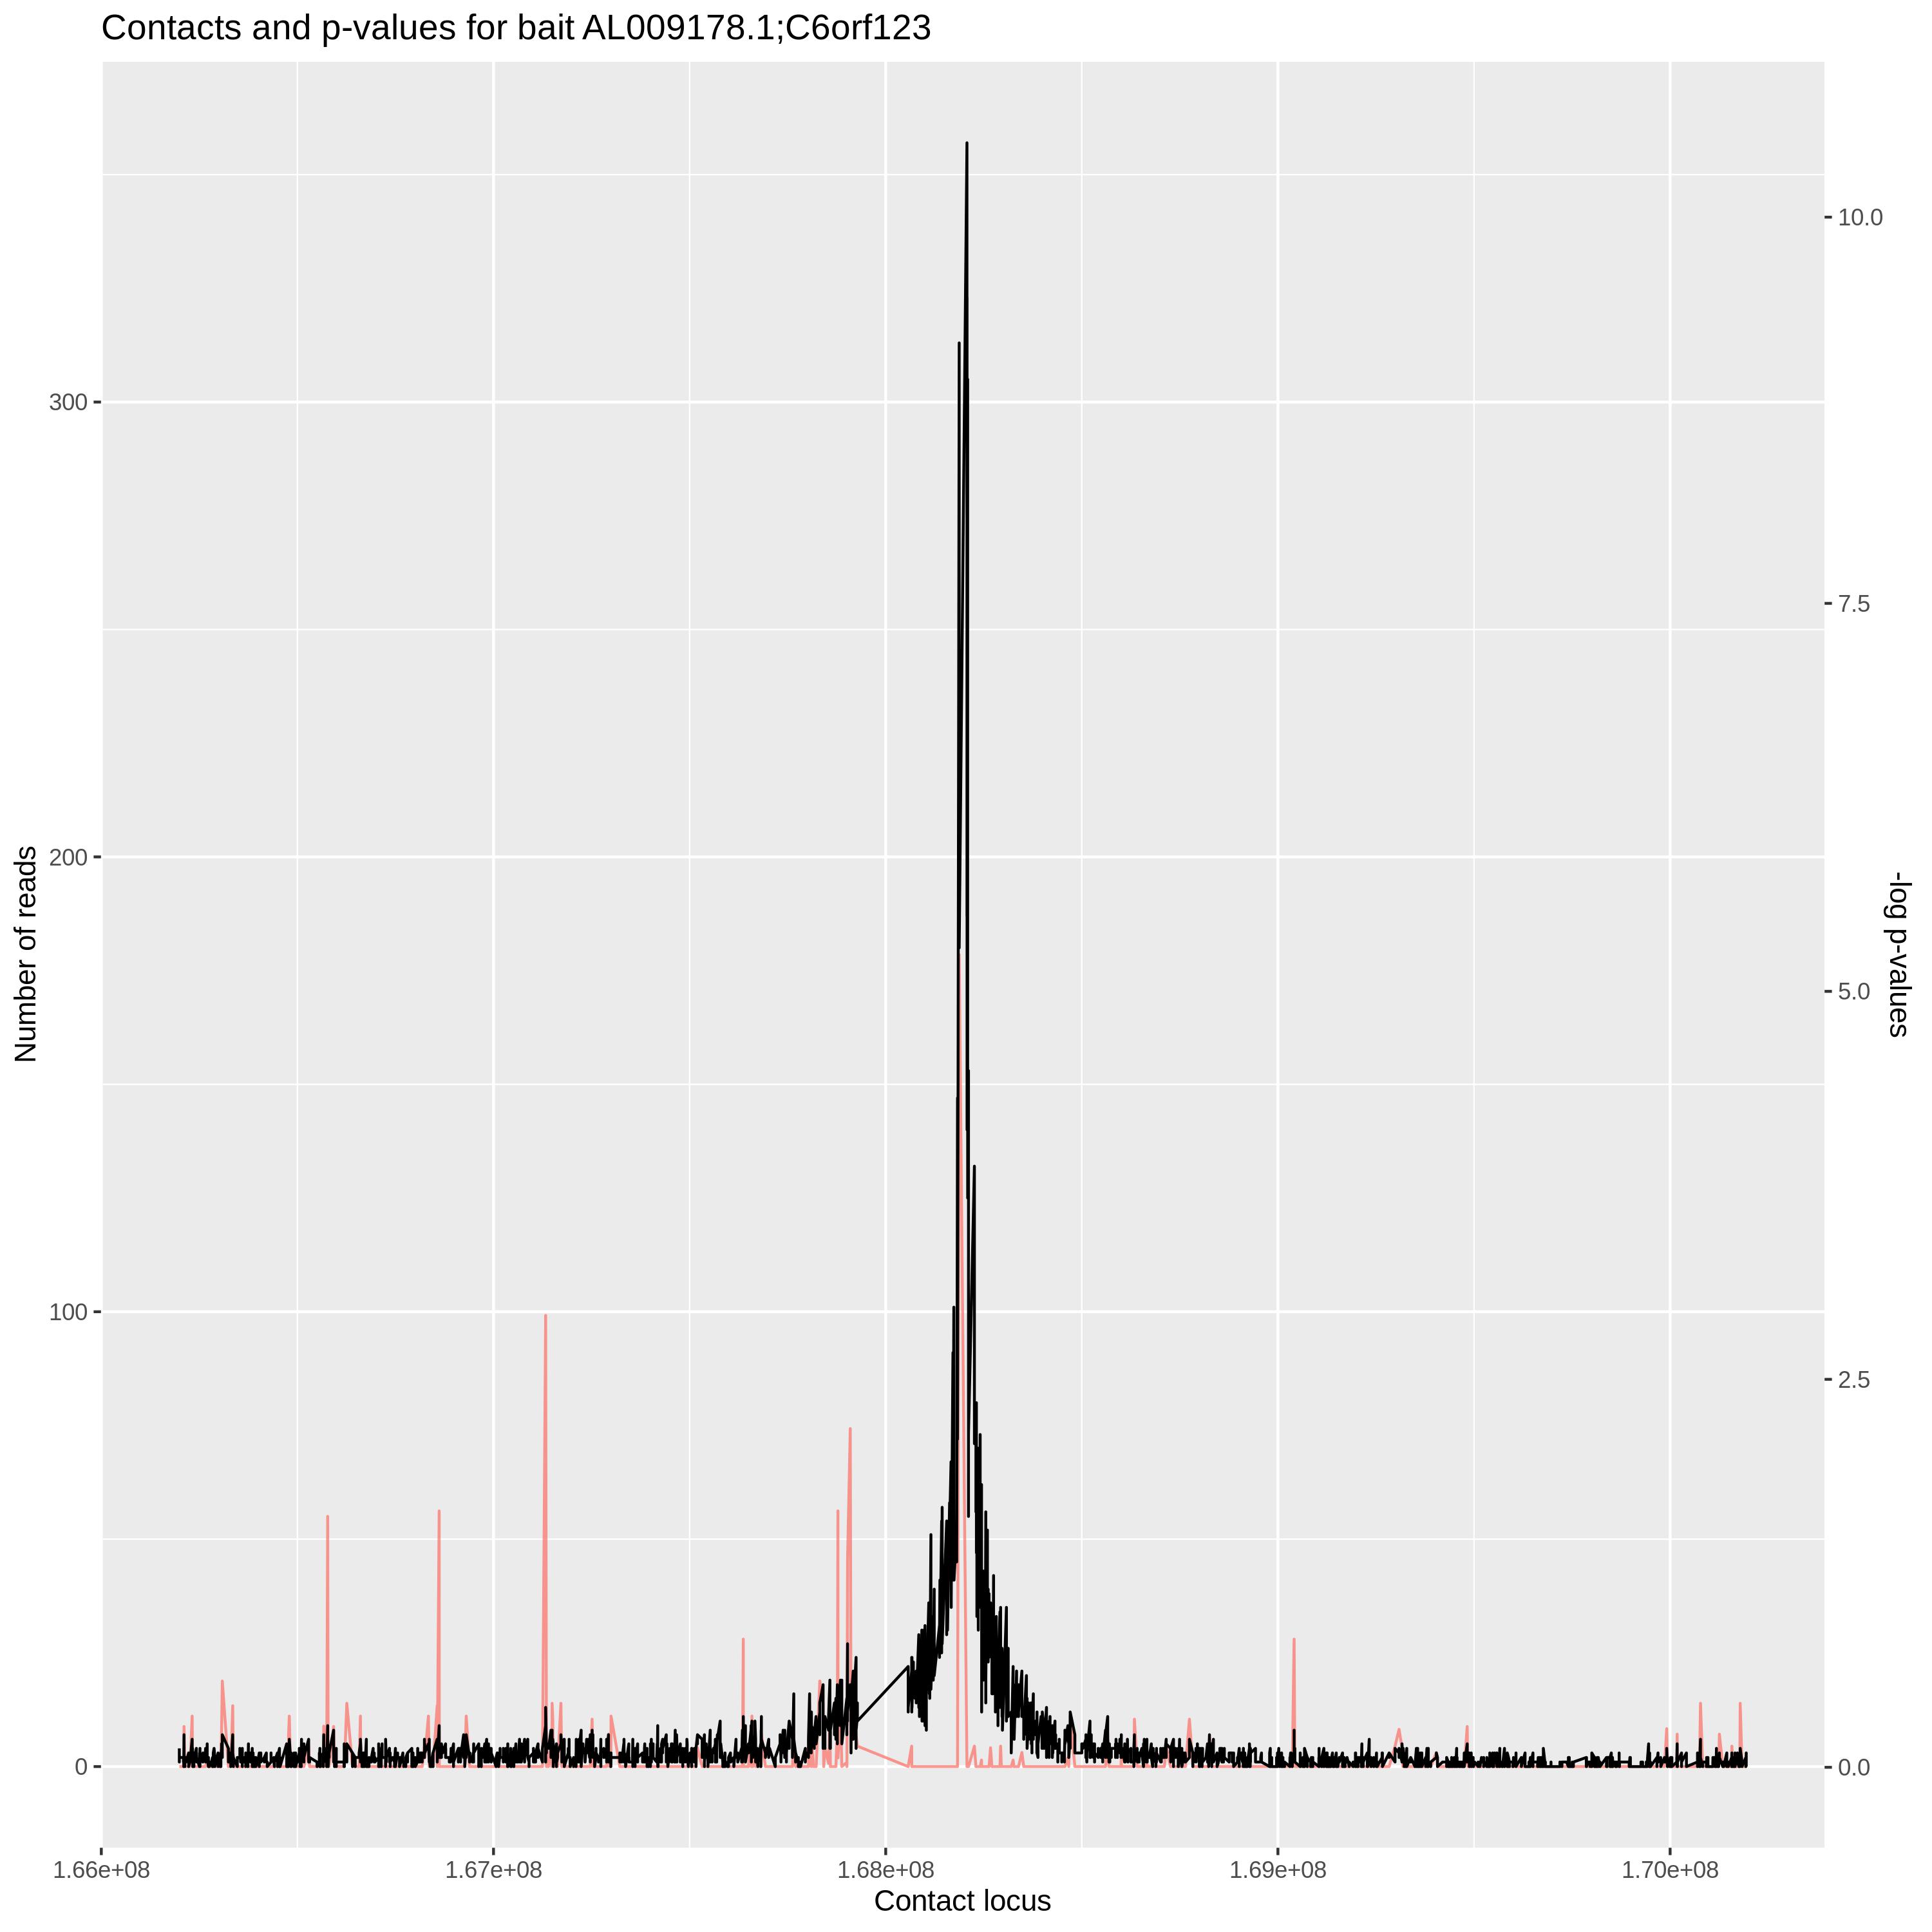 Contacts and p-values for bait AL009178.1;C6orf123
Number of reads
300
200
100
0
10.0
7.5
5.0
2.5
0.0
-log p-values
1.66e+08 1.67e+08 1.68e+08 1.69e+08 1.70e+08
Contact locus